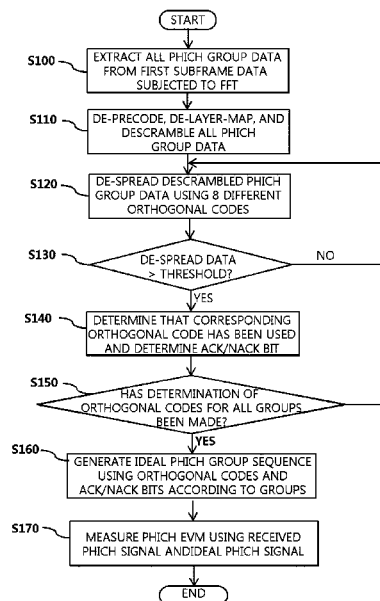 START
S100
EXTRACT ALL PHICH GROUP DATA
FROM FIRST SUBFRAME DATA
SUBJECTED TO FFT
S110
DE-PRECODE, DE-LAYER-MAP, AND
DESCRAMBLE ALL PHICH
GROUP DATA
S120
DE-SPREAD DESCRAMBLED PHICH
GROUP DATA USING 8 DIFFERENT
ORTHOGONAL CODES
S130
DE-SPREAD DATA
> THRESHOLD?
NO
YES
S140
DETERMINE THAT CORRESPONDING
ORTHOGONAL CODE HAS BEEN USED
AND DETERMINE ACK/NACK BIT
S150
HAS DETERMINATION OF
ORTHOGONAL CODES FOR ALL GROUPS
BEEN MADE?
YES
S160
GENERATE IDEAL PHICH GROUP SEQUENCE
USING ORTHOGONAL CODES AND
ACK/NACK BITS ACCORDING TO GROUPS
S170
MEASURE PHICH EVM USING RECEIVED
PHICH SIGNAL ANDIDEAL PHICH SIGNAL
END